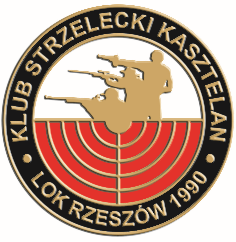 KLUB STRZELECKI KASZTELAN
LOK RZESZÓW 1990